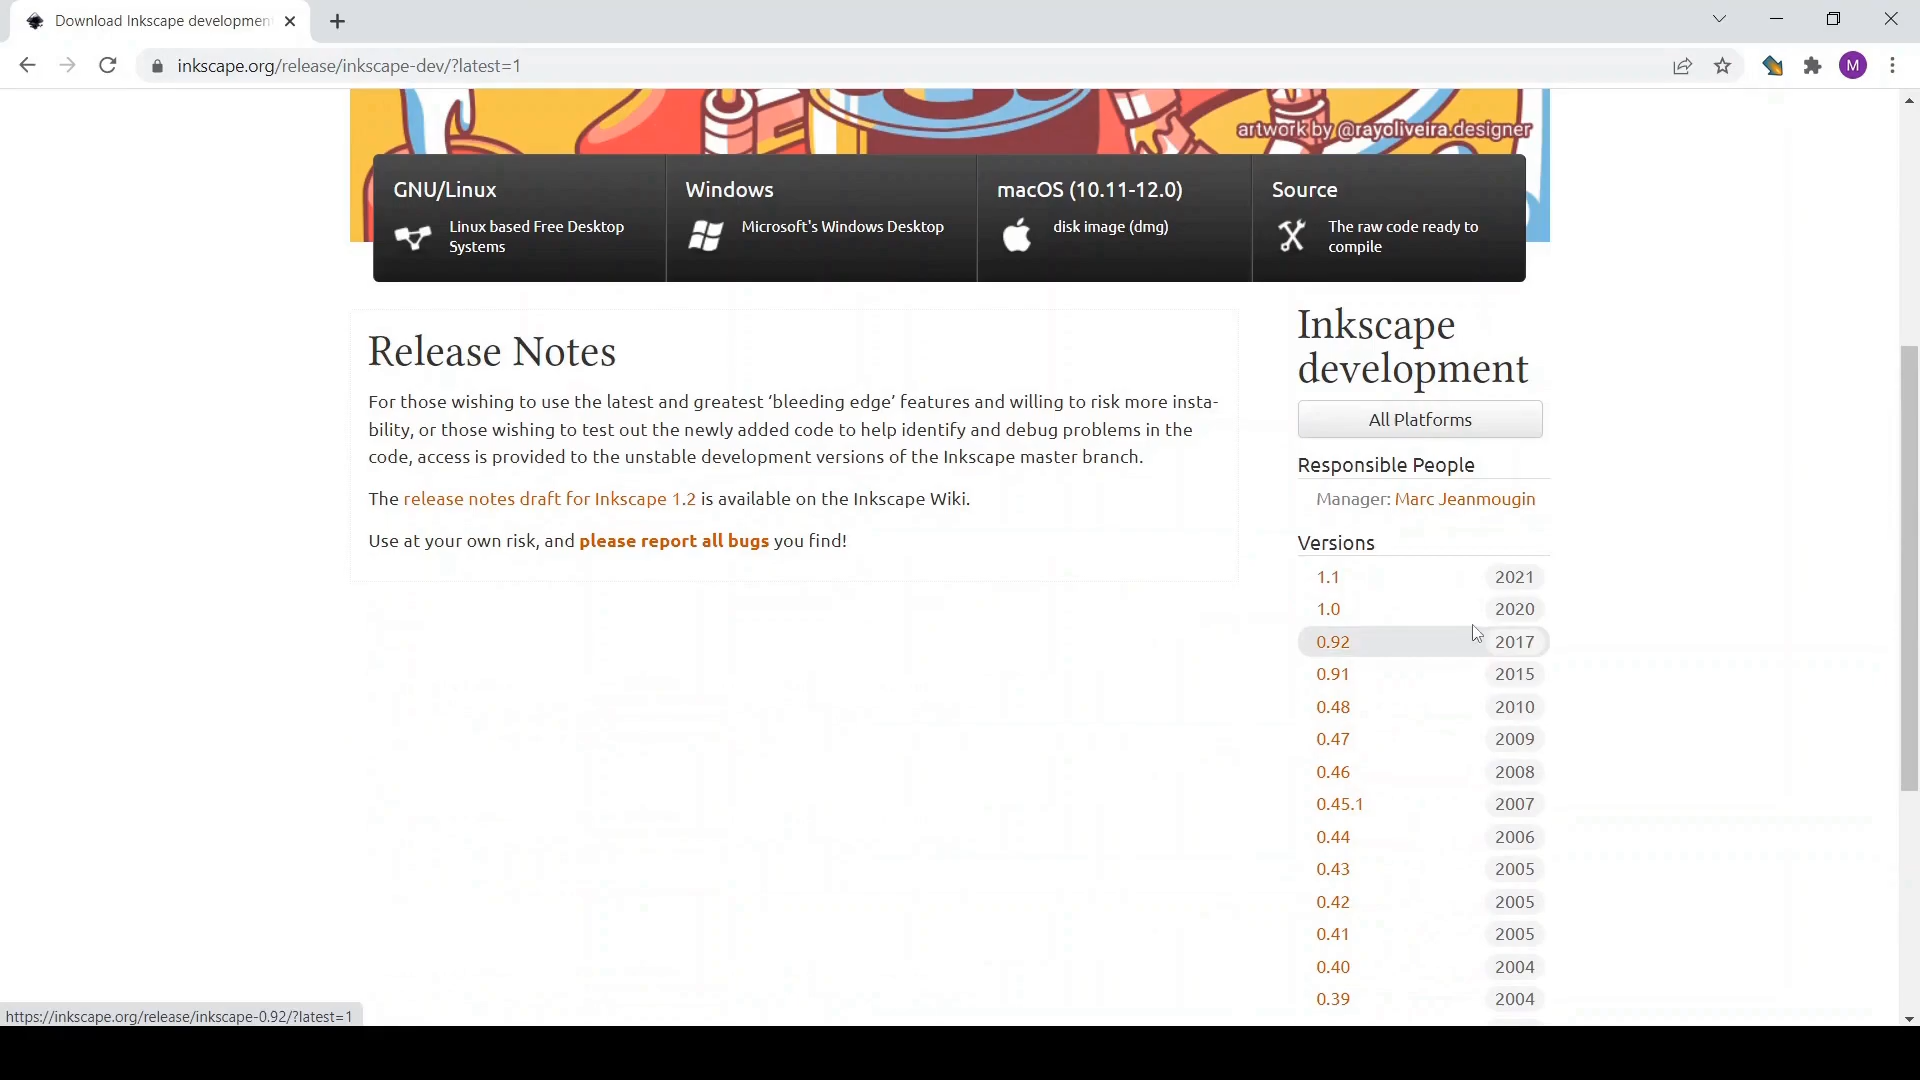 Download Inkscape developmen
inkscape.org/release/inkscape-dev/?latest=1
M
artwork by @rayoliveira.designer
GNU/Linux
Linux based Free Desktop
Systems
Windows
Microsoft's Windows Desktop
macOS (10.11-12.0)
disk image (dmg)
Source
The raw code ready to
compile
Release Notes
For those wishing to use the latest and greatest ‘bleeding edge’ features and willing to risk more insta-
bility, or those wishing to test out the newly added code to help identify and debug problems in the
code, access is provided to the unstable development versions of the Inkscape master branch.
The release notes draft for Inkscape 1.2 is available on the Inkscape Wiki.
Use at your own risk, and please report all bugs you find!
Inkscape
development
All Platforms
Responsible People
Manager: Marc Jeanmougin
Versions
1.1 2021
1.0 2020
0.92 2017
0.91 2015
0.48 2010
0.47 2009
0.46 2008
0.45.1 2007
0.44 2006
0.43 2005
0.42 2005
0.41 2005
0.40 2004
0.39 2004
https://inkscape.org/release/inkscape-0.92/?latest=1